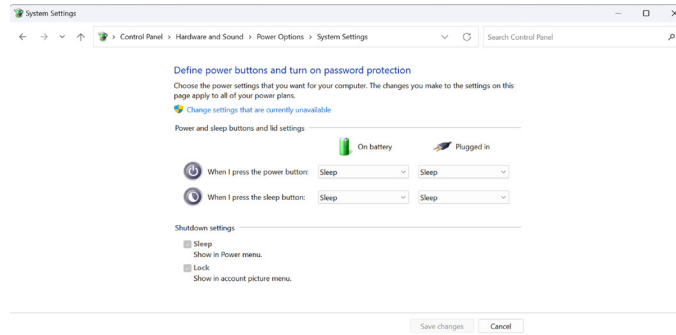 System Settings
Control Panel > Hardware and Sound > Power Options > System Settings
Search Control Panel
Define power buttons and turn on password protection
Choose the power settings that you want for your computer. The changes you make to the settings on this
page apply to all of your power plans.
Change settings that are currently unavailable
Power and sleep buttons and lid settings
On battery Plugged in
When I press the power button: Sleep Sleep
When I press the sleep button: Sleep Sleep
Shutdown settings
Sleep
Show in Power menu.
Lock
Show in account picture menu.
Save changes Cancel